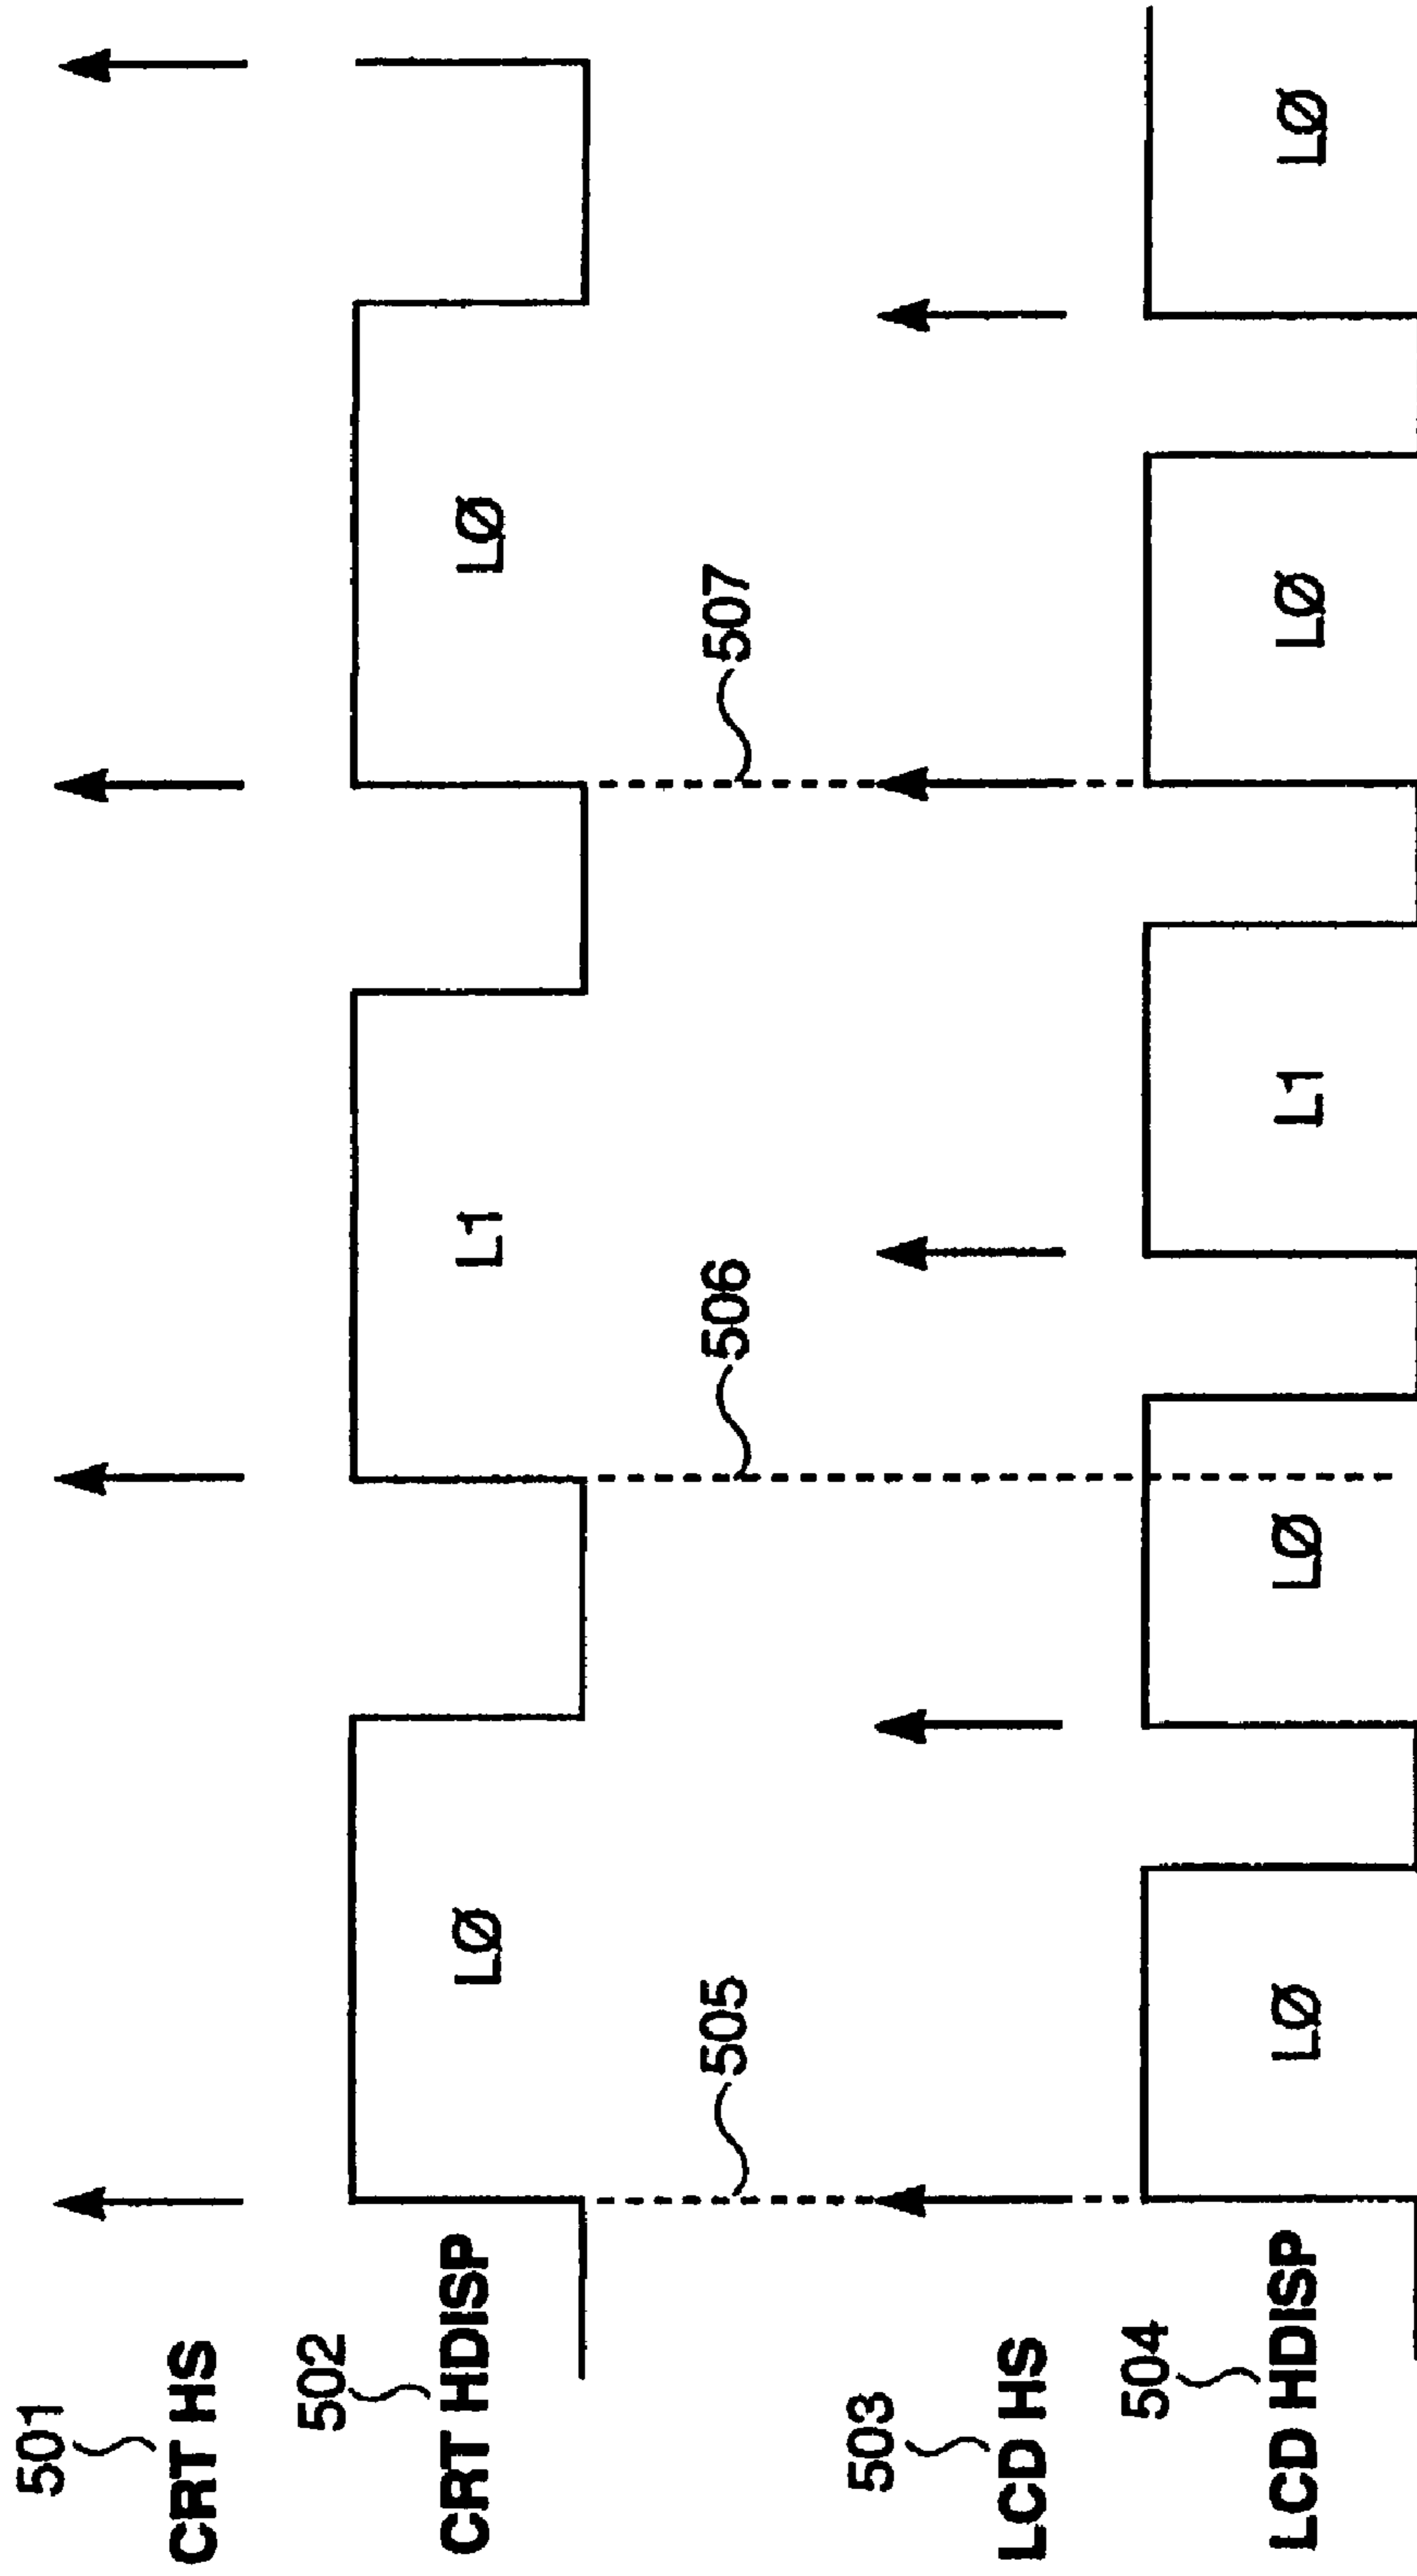 501
CRT HS
502
CRT HDISP
LØ
L1
LØ
505
506
507
503
LCD HS
504
LCD HDISP
LØ
LØ
L1
LØ
LØ